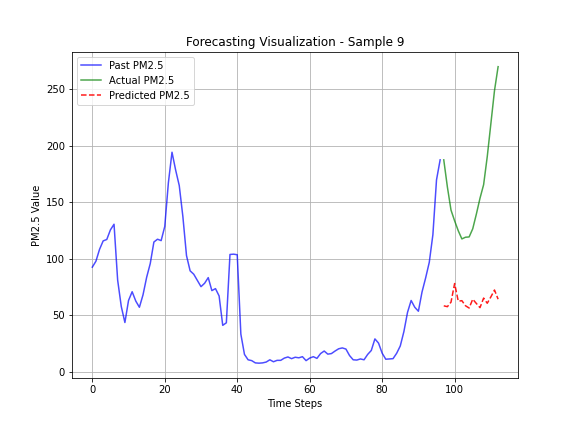 Forecasting Visualization - Sample 9
Past PM2.5
Actual PM2.5
Predicted PM2.5
PM2.5 Value
250
200
150
100
50
0
0 20 40 60 80 100
Time Steps